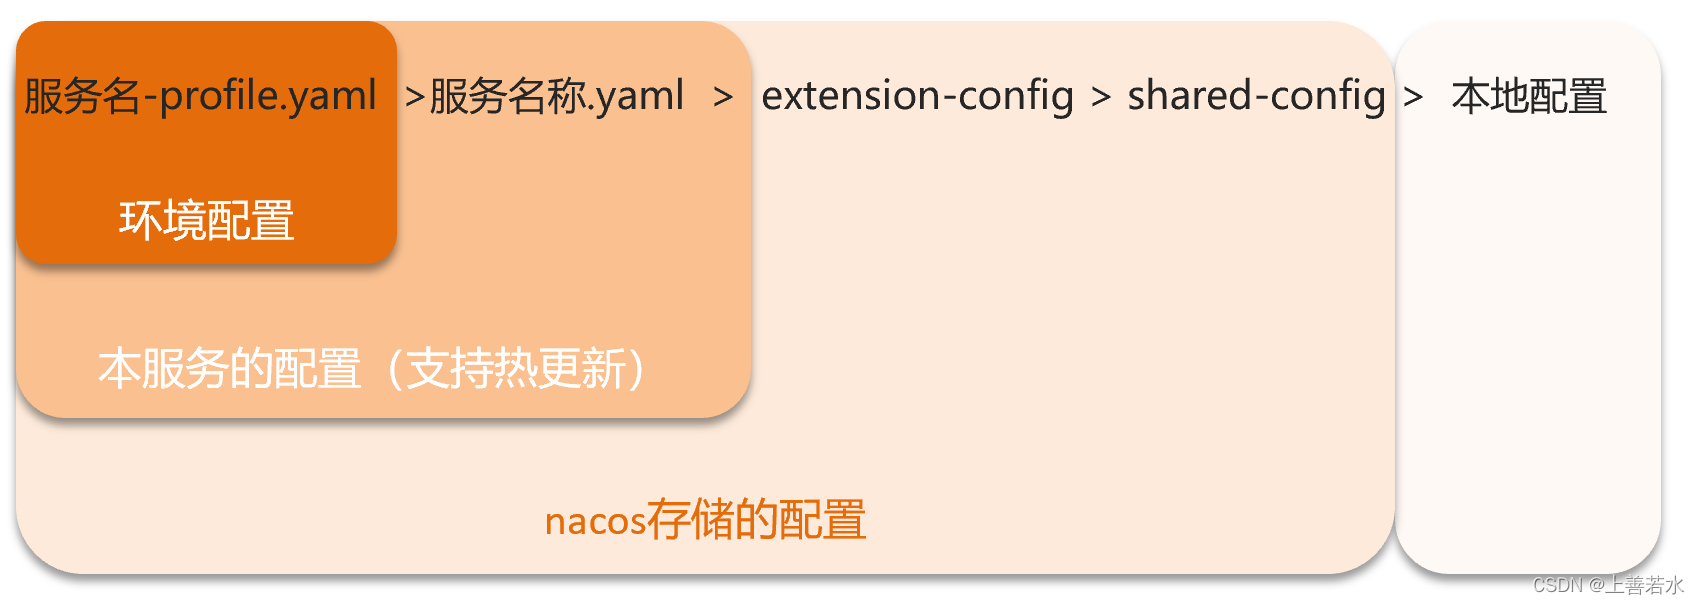 服务名-profile.yaml >服务名称.yaml > extension-config > shared-config > 本地配置
环境配置
本服务的配置（支持热更新）
nacos存储的配置
CSDN @上善若水